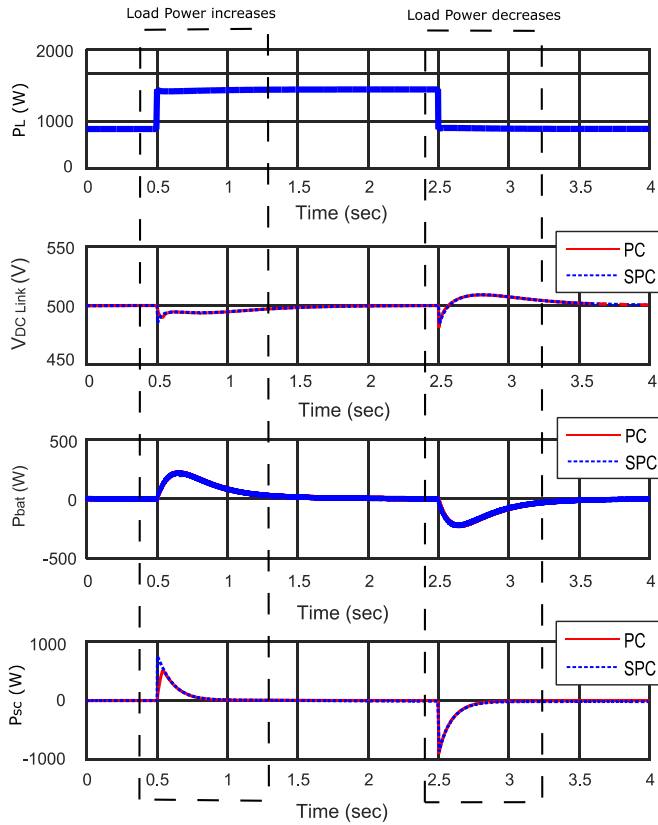 Load Power increases
Load Power decreases
2000
1000
0
PL (W)
0 0.5 1 1.5 2 2.5 3 3.5 4
Time (sec)
550
500
450
VDC Link (V)
PC
SPC
0 0.5 1 1.5 2 2.5 3 3.5 4
Time (sec)
500
0
-500
Pbat (W)
PC
SPC
0 0.5 1 1.5 2 2.5 3 3.5 4
Time (sec)
1000
0
-1000
Psc (W)
PC
SPC
0 0.5 1 1.5 2 2.5 3 3.5 4
Time (sec)